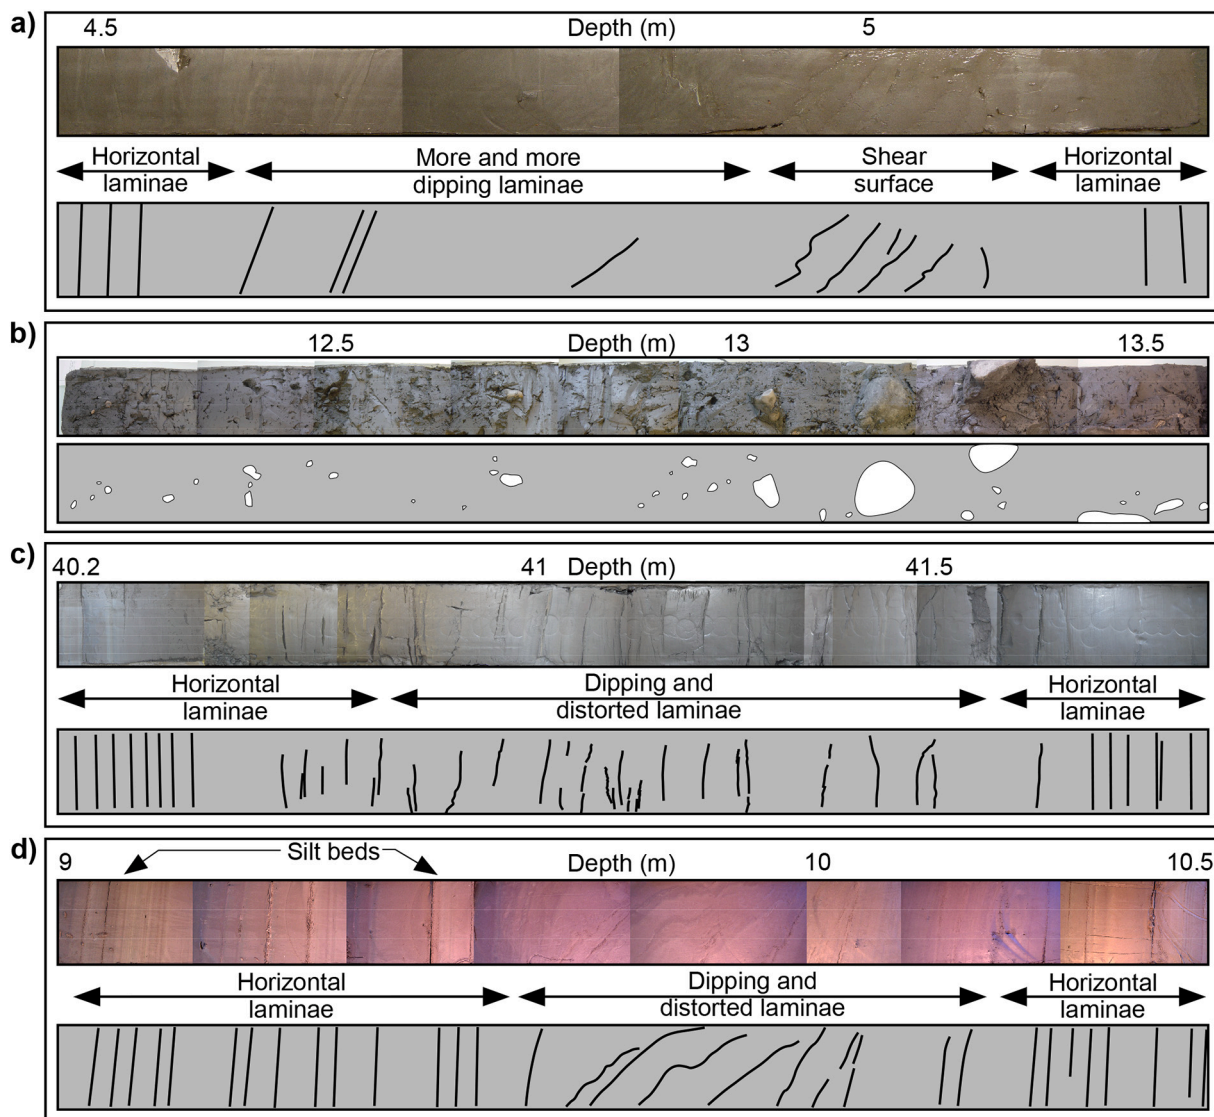 a)
4.5 Depth (m) 5
Horizontal laminae
More and more dipping laminae
Shear surface
Horizontal laminae
b)
12.5 Depth (m) 13 13.5
c)
40.2 41 Depth (m) 41.5
Horizontal laminae
Dipping and distorted laminae
Horizontal laminae
d)
9 Silt beds Depth (m) 10 10.5
Horizontal laminae
Dipping and distorted laminae
Horizontal laminae